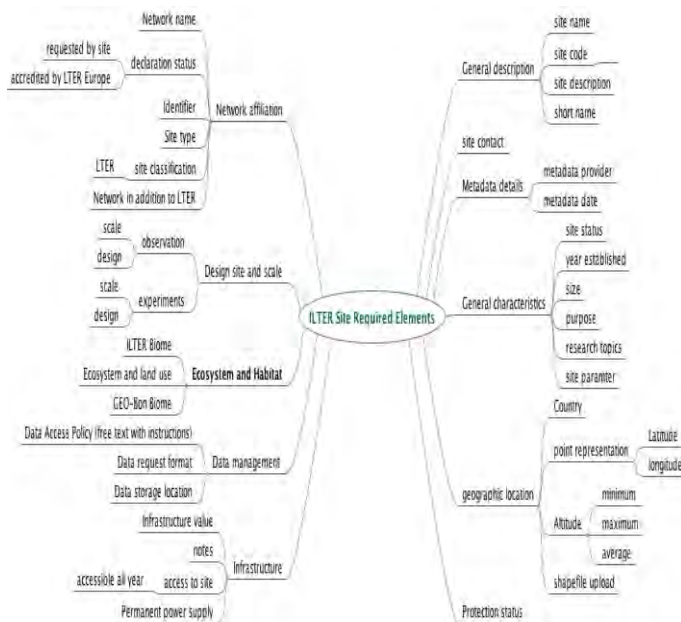 ILTER Site Required Elements
Network affiliation
Network name
declaration status
requested by site
accredited by LTER Europe
Identifier
Site type
site classification
LTER
Network in addition to LTER
Design site and scale
observation
scale
design
experiments
scale
design
Ecosystem and Habitat
ILTER Biome
Ecosystem and land use
GEO-Bon Biome
Data management
Data Access Policy (free text with instructions)
Data request format
Data storage location
Infrastructure
Infrastructure value
notes
access to site
accessible all year
Permanent power supply
General description
site name
site code
site description
short name
site contact
Metadata details
metadata provider
metadata date
General characteristics
site status
year established
size
purpose
research topics
site paramter
geographic location
Country
point representation
Latitude
longitude
Altitude
minimum
maximum
average
shapefile upload
Protection status